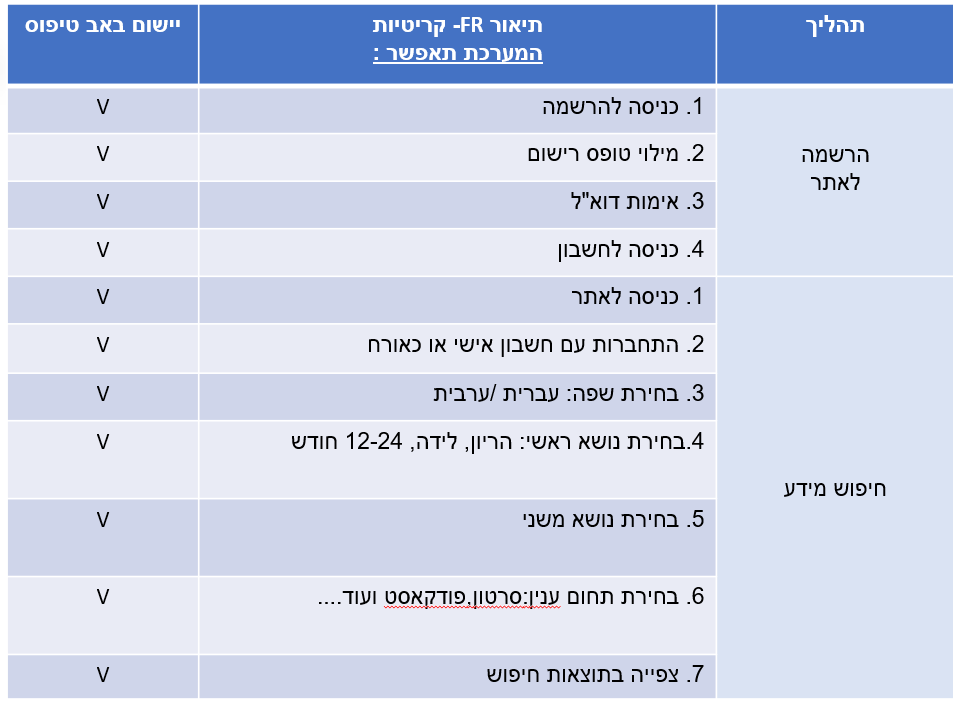 תהליך
תיאור FR- קריטיות
המערכת תאפשר :
יישום באב טיפוס
הרשמה
לאתר
1. כניסה להרשמה
V
2. מילוי טופס רישום
V
3. אימות דוא"ל
V
4. כניסה לחשבון
V
חיפוש מידע
1. כניסה לאתר
V
2. התחברות עם חשבון אישי או כאורח
V
3. בחירת שפה: עברית /ערבית
V
4.בחירת נושא ראשי: הריון, לידה, 12-24 חודש
V
5. בחירת נושא משני
V
6. בחירת תחום ענין:סרטון,פודקאסט ועוד....
V
7. צפייה בתוצאות חיפוש
V